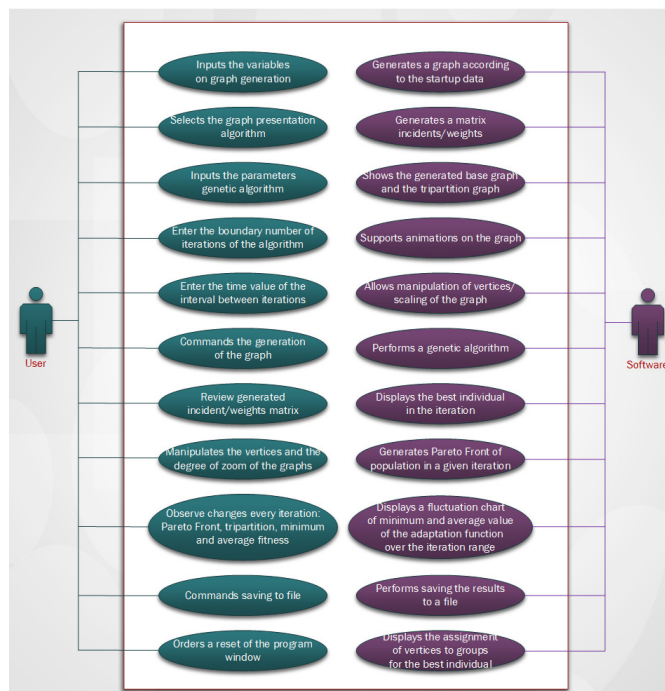 Inputs the variables
on graph generation
Generates a graph according
to the startup data
Selects the graph presentation
algorithm
Generates a matrix
incidents/weights
Inputs the parameters
genetic algorithm
Shows the generated base graph
and the tripartition graph
Enter the boundary number of
iterations of the algorithm
Supports animations on the graph
Enter the time value of the
interval between iterations
Allows manipulation of vertices/
scaling of the graph
User
Software
Commands the generation
of the graph
Performs a genetic algorithm
Review generated
incident/weights matrix
Displays the best individual
in the iteration
Manipulates the vertices and the
degree of zoom of the graphs
Generates Pareto Front of
population in a given iteration
Observe changes every iteration:
Pareto Front, tripartition, minimum
and average fitness
Displays a fluctuation chart
of minimum and average value
of the adaptation function
over the iteration range
Commands saving to file
Performs saving the results
to a file
Orders a reset of the program
window
Displays the assignment
of vertices to groups
for the best individual